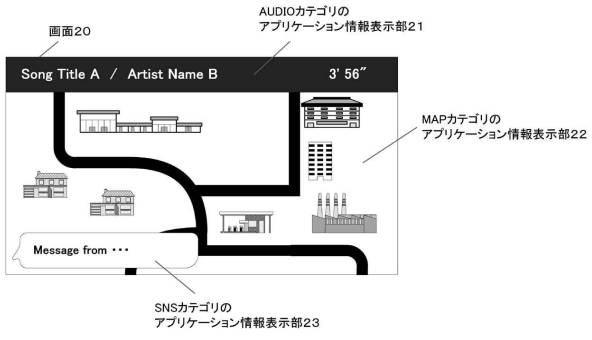 AUDIOカテゴリの
アプリケーション情報表示部21
画面20
Song Title A / Artist Name B 3' 56"
MAPカテゴリの
アプリケーション情報表示部22
Message from ･･･
SNSカテゴリの
アプリケーション情報表示部23